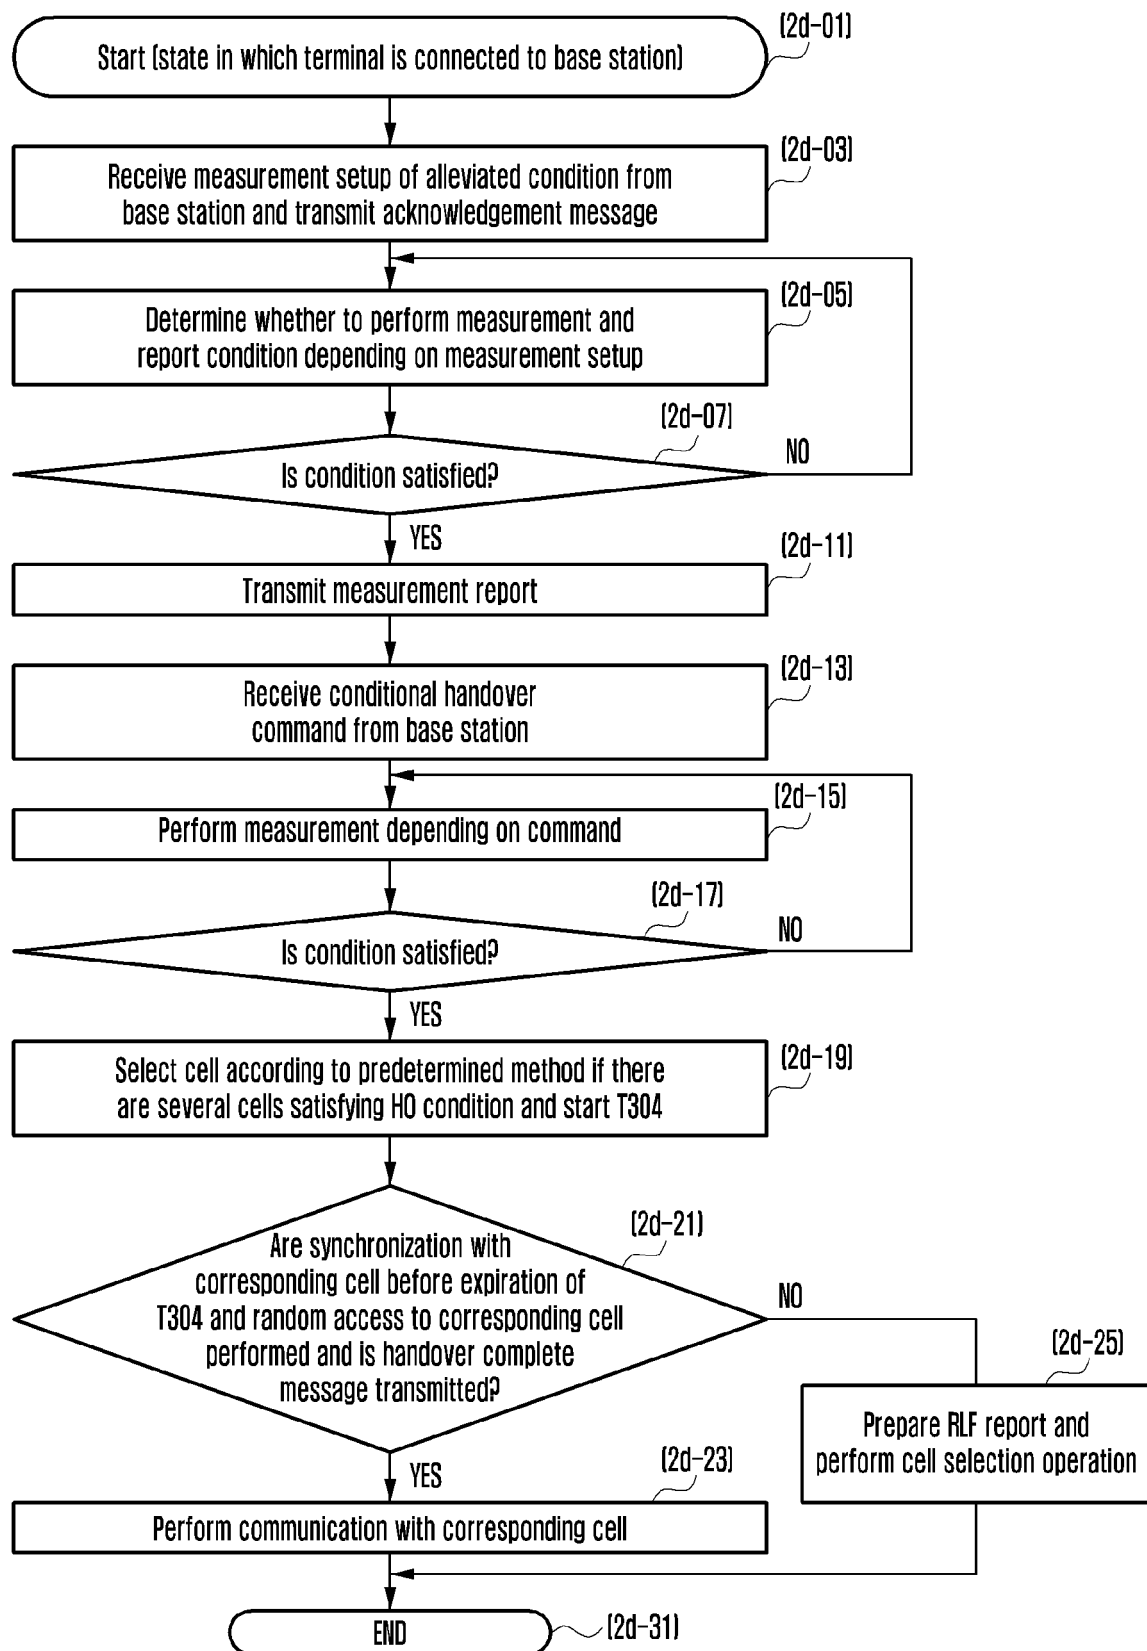 (2d-01)
Start (state in which terminal is connected to base station)
(2d-03)
Receive measurement setup of alleviated condition from
base station and transmit acknowledgement message
(2d-05)
Determine whether to perform measurement and
report condition depending on measurement setup
(2d-07)
Is condition satisfied?
NO
YES
(2d-11)
Transmit measurement report
(2d-13)
Receive conditional handover
command from base station
(2d-15)
Perform measurement depending on command
(2d-17)
Is condition satisfied?
NO
YES
(2d-19)
Select cell according to predetermined method if there
are several cells satisfying HO condition and start T304
(2d-21)
Are synchronization with
corresponding cell before expiration of
T304 and random access to corresponding cell
performed and is handover complete
message transmitted?
NO
YES
(2d-25)
Prepare RLF report and
perform cell selection operation
(2d-23)
Perform communication with corresponding cell
END
(2d-31)